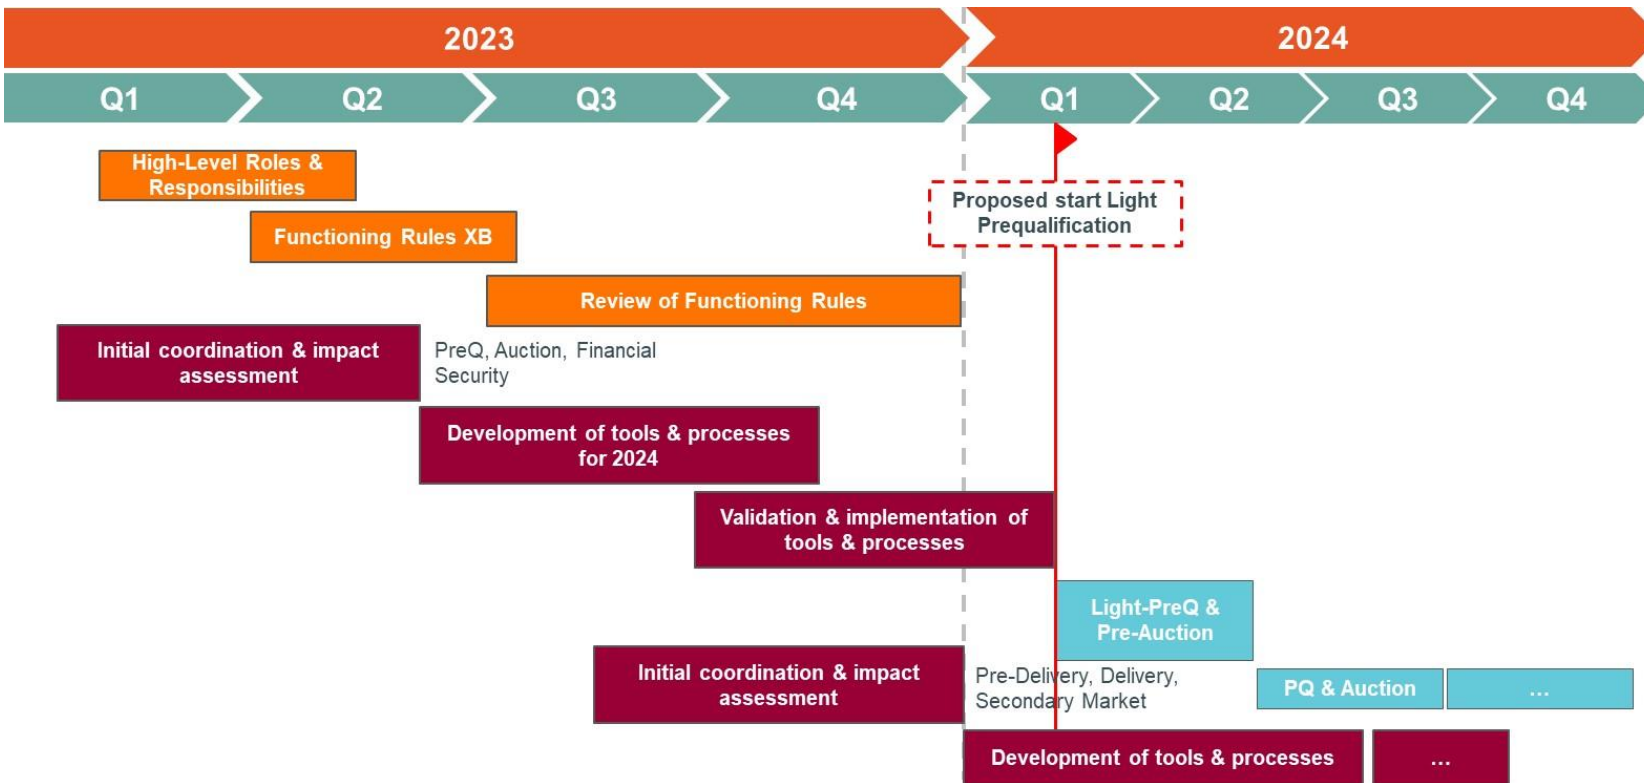 2023
2024
Q1
Q2
Q3
Q4
Q1
Q2
Q3
Q4
High-Level Roles &
Responsibilities
Proposed start Light
Prequalification
Functioning Rules XB
Review of Functioning Rules
Initial coordination & impact
assessment
PreQ, Auction, Financial
Security
Development of tools & processes
for 2024
Validation & implementation of
tools & processes
Light-PreQ &
Pre-Auction
Initial coordination & impact
assessment
Pre-Delivery, Delivery,
Secondary Market
PQ & Auction
...
Development of tools & processes
...